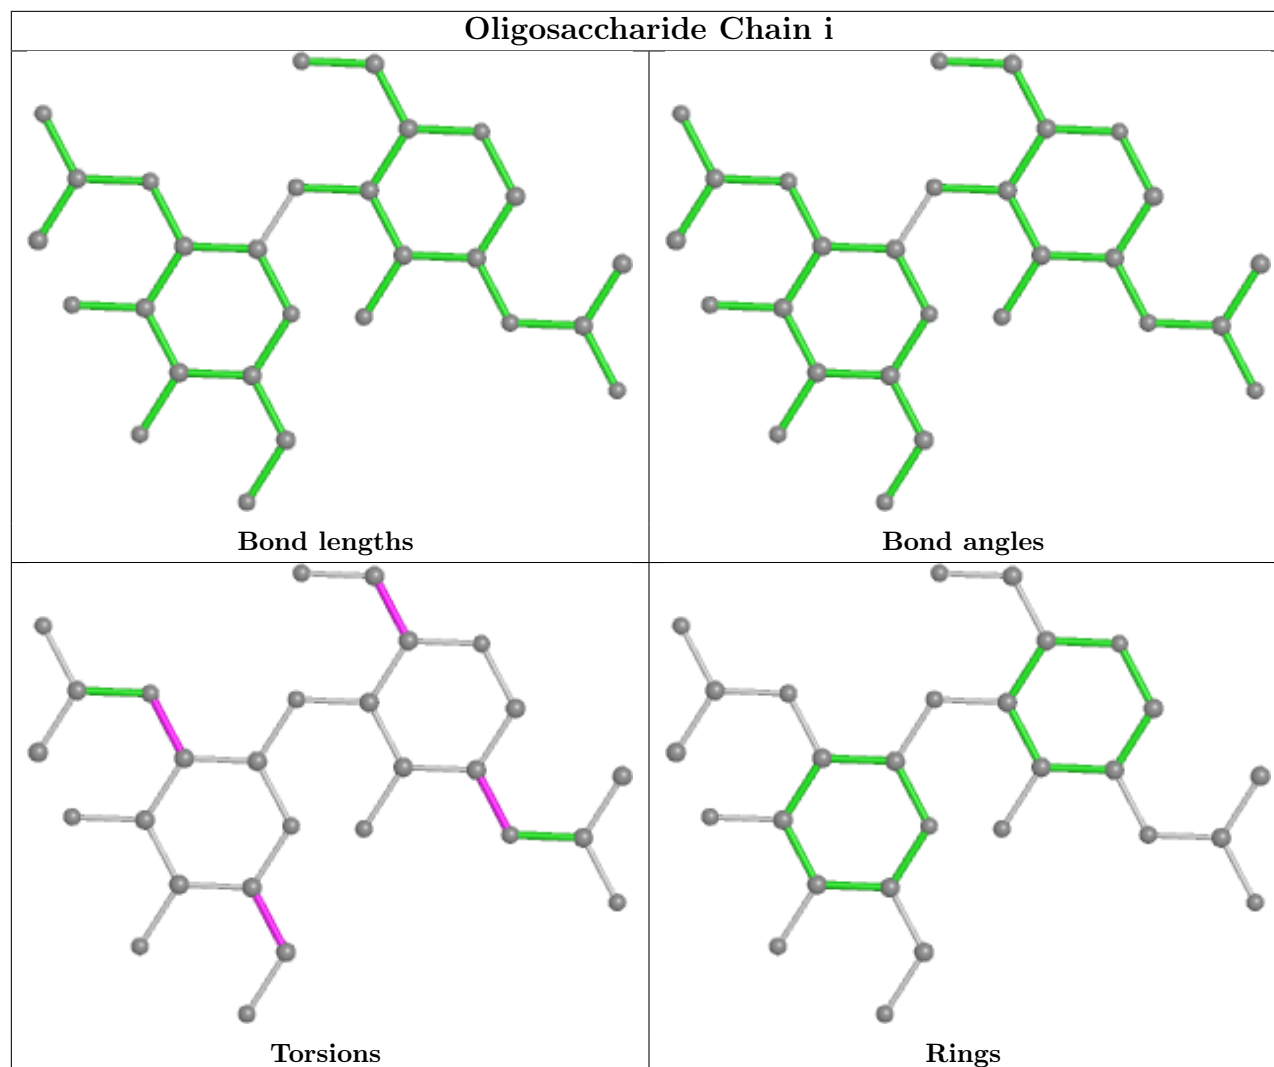 Oligosaccharide Chain i
Bond lengths
Bond angles
Torsions
Rings